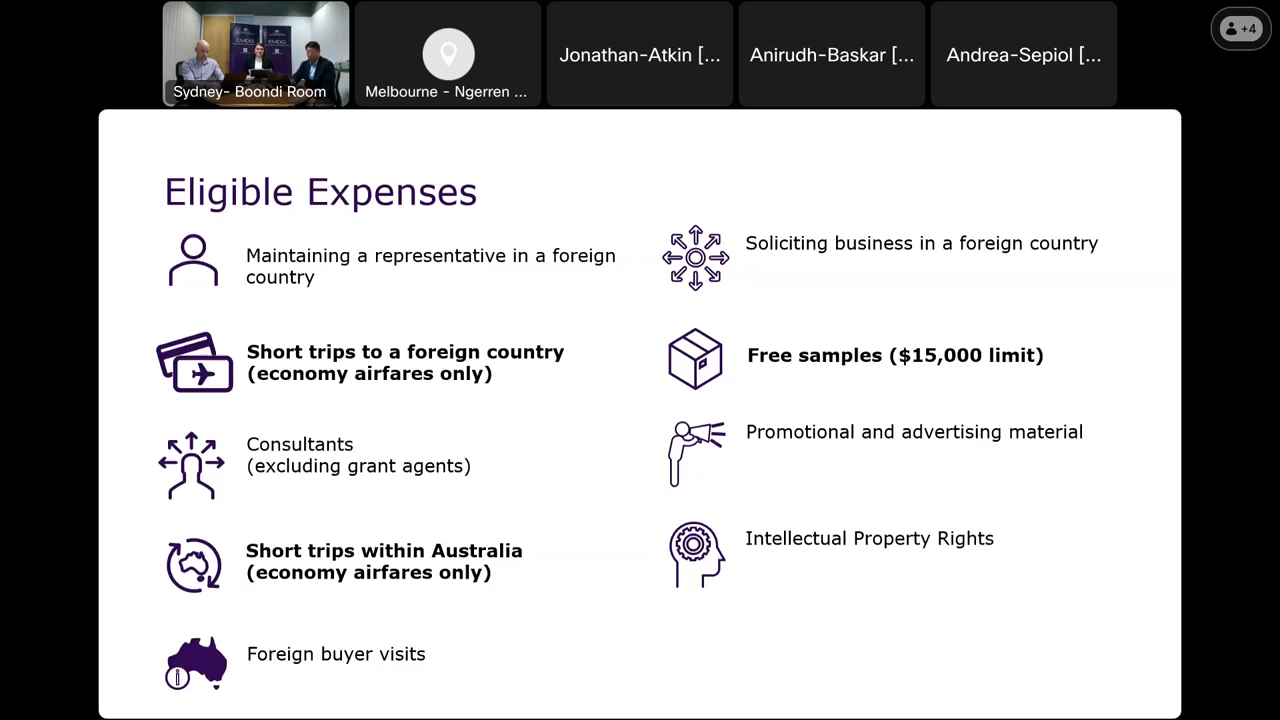 Sydney- Boondi Room
Melbourne - Ngerren ...
Jonathan-Atkin [...
Anirudh-Baskar [...
Andrea-Sepiol [...
+4
Eligible Expenses
Maintaining a representative in a foreign
country
Short trips to a foreign country
(economy airfares only)
Consultants
(excluding grant agents)
Short trips within Australia
(economy airfares only)
Foreign buyer visits
Soliciting business in a foreign country
Free samples ($15,000 limit)
Promotional and advertising material
Intellectual Property Rights